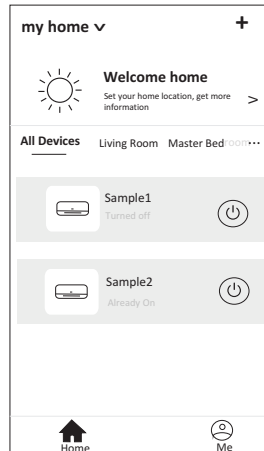 my home
Welcome home
Set your home location, get more
information
All Devices Living Room Master Bedroom...
Sample1
Turned off
Sample2
Already On
Home Me